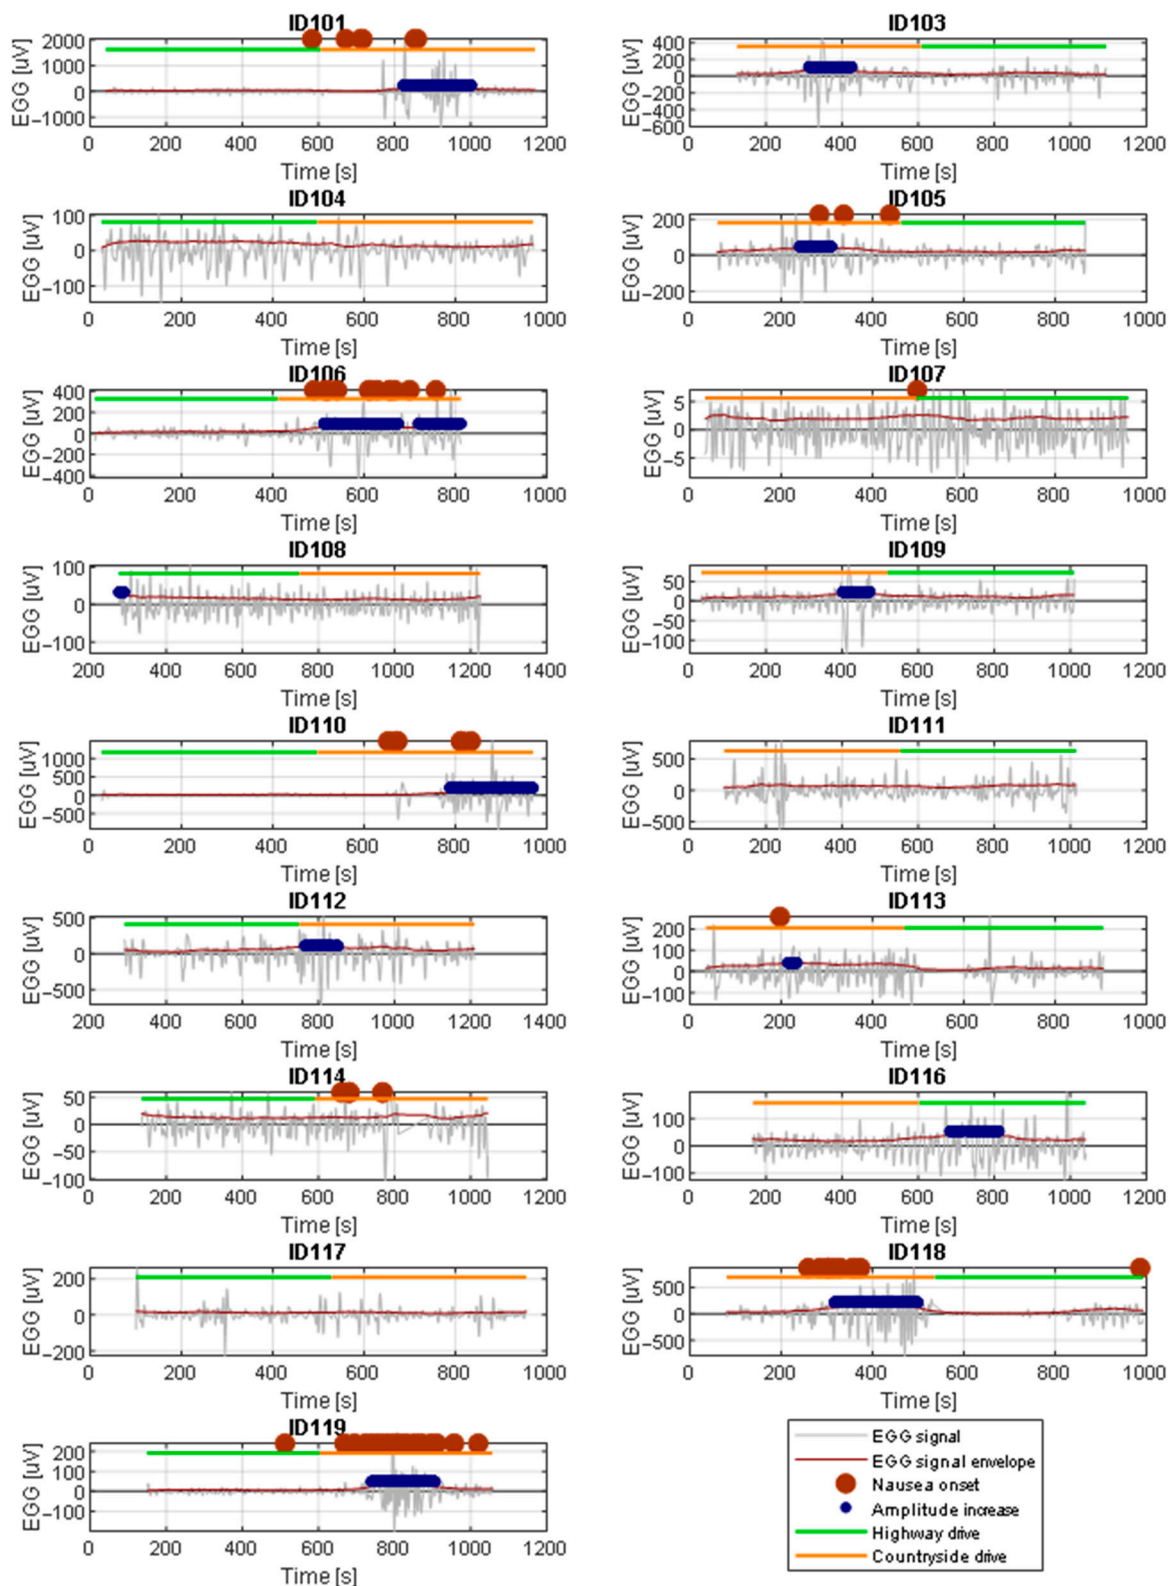 ID101
EGG [uV]
2000
1000
0
-1000
0 200 400 600 800 1000 1200
Time [s]
ID103
EGG [uV]
400
200
0
-200
-400
-600
0 200 400 600 800 1000 1200
Time [s]
ID104
EGG [uV]
100
0
-100
0 200 400 600 800 1000
Time [s]
ID105
EGG [uV]
200
0
-200
0 200 400 600 800 1000
Time [s]
ID106
EGG [uV]
400
200
0
-200
-400
0 200 400 600 800 1000
Time [s]
ID107
EGG [uV]
5
0
-5
0 200 400 600 800 1000
Time [s]
ID108
EGG [uV]
100
0
-100
200 400 600 800 1000 1200 1400
Time [s]
ID109
EGG [uV]
50
0
-50
-100
0 200 400 600 800 1000 1200
Time [s]
ID110
EGG [uV]
1000
500
0
-500
0 200 400 600 800 1000
Time [s]
ID111
EGG [uV]
500
0
-500
0 200 400 600 800 1000 1200
Time [s]
ID112
EGG [uV]
500
0
-500
200 400 600 800 1000 1200 1400
Time [s]
ID113
EGG [uV]
200
100
0
-100
0 200 400 600 800 1000
Time [s]
ID114
EGG [uV]
50
0
-50
-100
0 200 400 600 800 1000 1200
Time [s]
ID116
EGG [uV]
100
0
-100
0 200 400 600 800 1000 1200
Time [s]
ID117
EGG [uV]
200
0
-200
0 200 400 600 800 1000
Time [s]
ID118
EGG [uV]
500
0
-500
0 200 400 600 800 1000
Time [s]
ID119
EGG [uV]
200
100
0
-100
0 200 400 600 800 1000 1200
Time [s]
EGG signal
EGG signal envelope
Nausea onset
Amplitude increase
Highway drive
Countryside drive